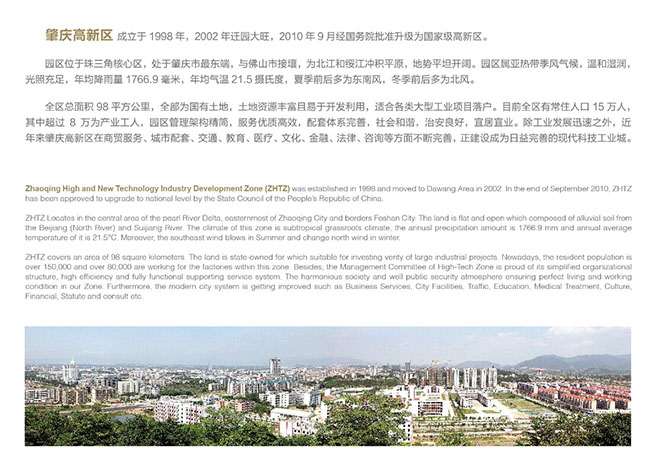 肇庆高新区 成立于 1998 年，2002 年迁园大旺，2010 年 9 月经国务院批准升级为国家级高新区。
园区位于珠三角核心区，处于肇庆市最东端，与佛山市接壤，为北江和绥江冲积平原，地势平坦开阔。园区属亚热带季风气候，温和湿润，
光照充足，年均降雨量 1766.9 毫米，年均气温 21.5 摄氏度，夏季前后多为东南风，冬季前后多为北风。
全区总面积 98 平方公里，全部为国有土地，土地资源丰富且易于开发利用，适合各类大型工业项目落户。目前全区有常住人口 15 万人，
其中超过 8 万为产业工人，园区管理架构精简，服务优质高效，配套体系完善，社会和谐，治安良好，宜居宜业。除工业发展迅速之外，近
年来肇庆高新区在商贸服务、城市配套、交通、教育、医疗、文化、金融、法律、咨询等方面不断完善，正建设成为日益完善的现代科技工业城。
Zhaoqing High and New Technology Industry Development Zone (ZHTZ) was established in 1998 and moved to Dawang Area in 2002. In the end of September 2010, ZHTZ
has been approved to upgrade to national level by the State Council of the People's Republic of China.
ZHTZ Locates in the central area of the pearl River Delta, easternmost of Zhaoqing City and borders Foshan City. The land is flat and open which composed of alluvial soil from
the Beijiang (North River) and Suijiang River. The climate of this zone is subtropical grassroots climate, the annual precipitation amount is 1766.9 mm and annual average
temperature of it is 21.5°C. Moreover, the southeast wind blows in Summer and change north wind in winter.
ZHTZ covers an area of 98 square kilometers. The land is state-owned for which suitable for investing verity of large industrial projects. Nowadays, the resident population is
over 150,000 and over 80,000 are working for the factories within this zone. Besides, the Management Committee of High-Tech Zone is proud of its simplified organizational
structure, high efficiency and fully functional supporting service system. The harmonious society and well public security atmosphere ensuring perfect living and working
condition in our Zone. Furthermore, the modern city system is getting improved such as Business Services, City Facilities, Traffic, Education, Medical Treatment, Culture,
Financial, Statute and consult etc.